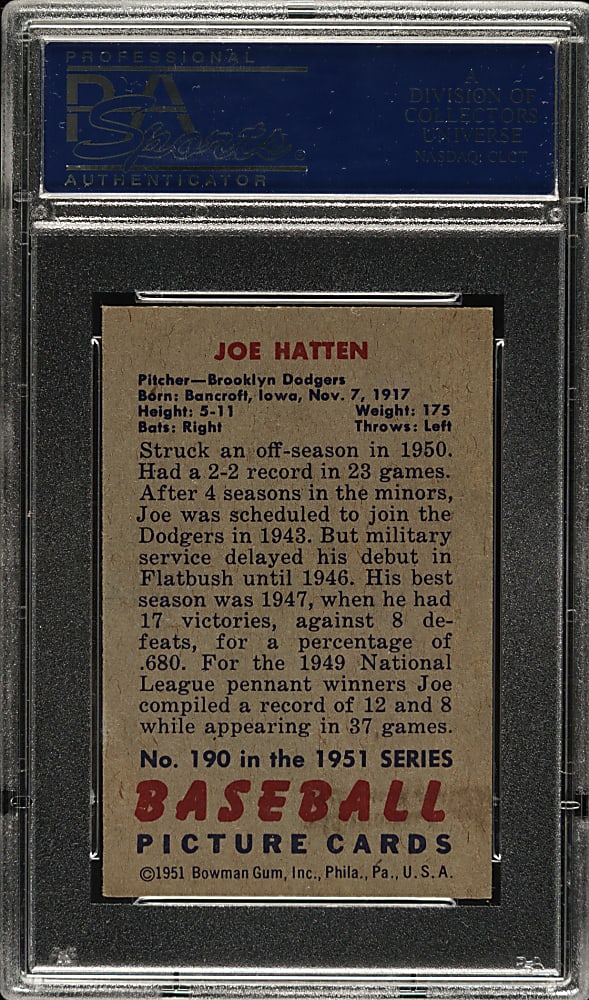 PROFESSIONAL
PSA
Sports
AUTHENTICATOR
A
DIVISION OF
COLLECTORS
UNIVERSE
NASDAQ: CLCT
JOE HATTEN
Pitcher—Brooklyn Dodgers
Born: Bancroft, Iowa, Nov. 7, 1917
Height: 5-11 Weight: 175
Bats: Right Throws: Left
Struck an off-season in 1950.
Had a 2-2 record in 23 games.
After 4 seasons in the minors,
Joe was scheduled to join the
Dodgers in 1943. But military
service delayed his debut in
Flatbush until 1946. His best
season was 1947, when he had
17 victories, against 8 de-
feats, for a percentage of
.680. For the 1949 National
League pennant winners Joe
compiled a record of 12 and 8
while appearing in 37 games.
No. 190 in the 1951 SERIES
BASEBALL
PICTURE CARDS
©1951 Bowman Gum, Inc., Phila., Pa., U. S. A.